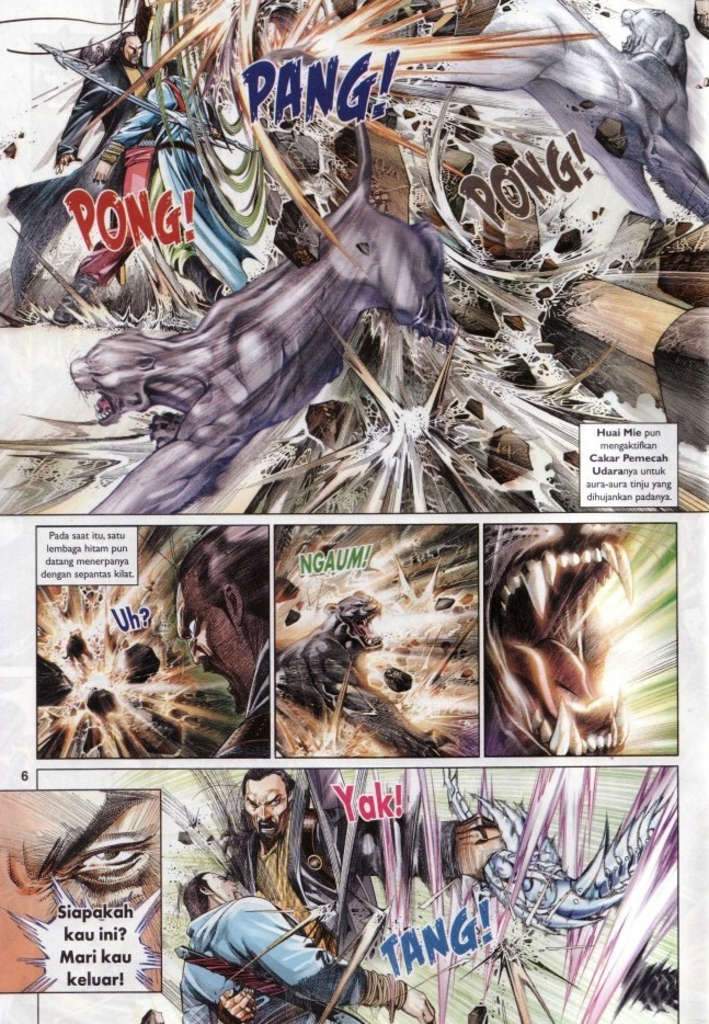 PANG!
PONG!
PONG!
Huai Mie pun
mengaktifkan
Cakar Pemecah
Udaranya untuk
aura-aura tinju yang
dihujankan padanya.
Pada saat itu, satu
lembaga hitam pun
datang menerpanya
dengan sepantas kilat.
Uh?
NGAUM!
6
Yak!
Siapakah
kau ini?
Mari kau
keluar!
TANG!